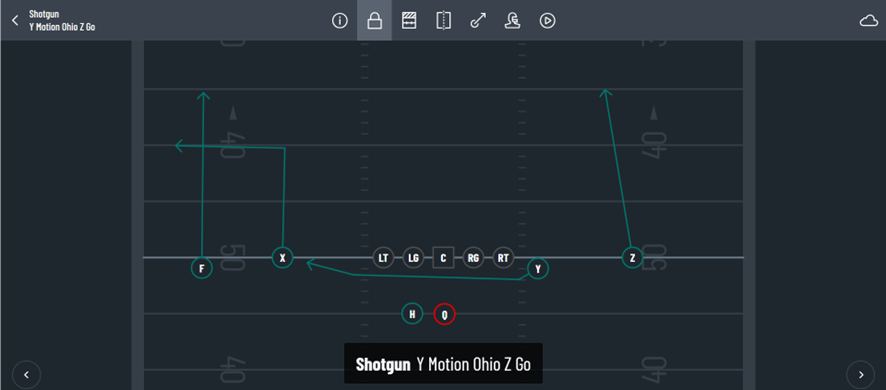 Shotgun
Y Motion Ohio Z Go
40
40
F
50
X
LT
LG
C
RG
RT
Y
Z
50
H
Q
40
40
Shotgun Y Motion Ohio Z Go